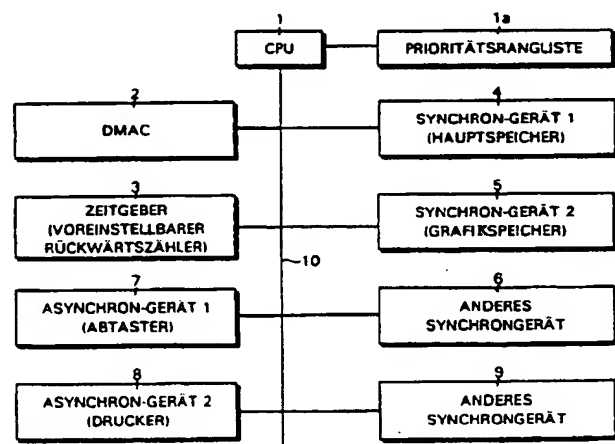 1
CPU
1a
PRIORITÄTSRANGLISTE
2
DMAC
4
SYNCHRON-GERÄT 1
(HAUPTSPEICHER)
3
ZEITGEBER
(VOREINSTELLBARER
RÜCKWÄRTSZÄHLER)
5
SYNCHRON-GERÄT 2
(GRAFIKSPEICHER)
10
7
ASYNCHRON-GERÄT 1
(ABTASTER)
6
ANDERES
SYNCHRONGERÄT
8
ASYNCHRON-GERÄT 2
(DRUCKER)
9
ANDERES
SYNCHRONGERÄT